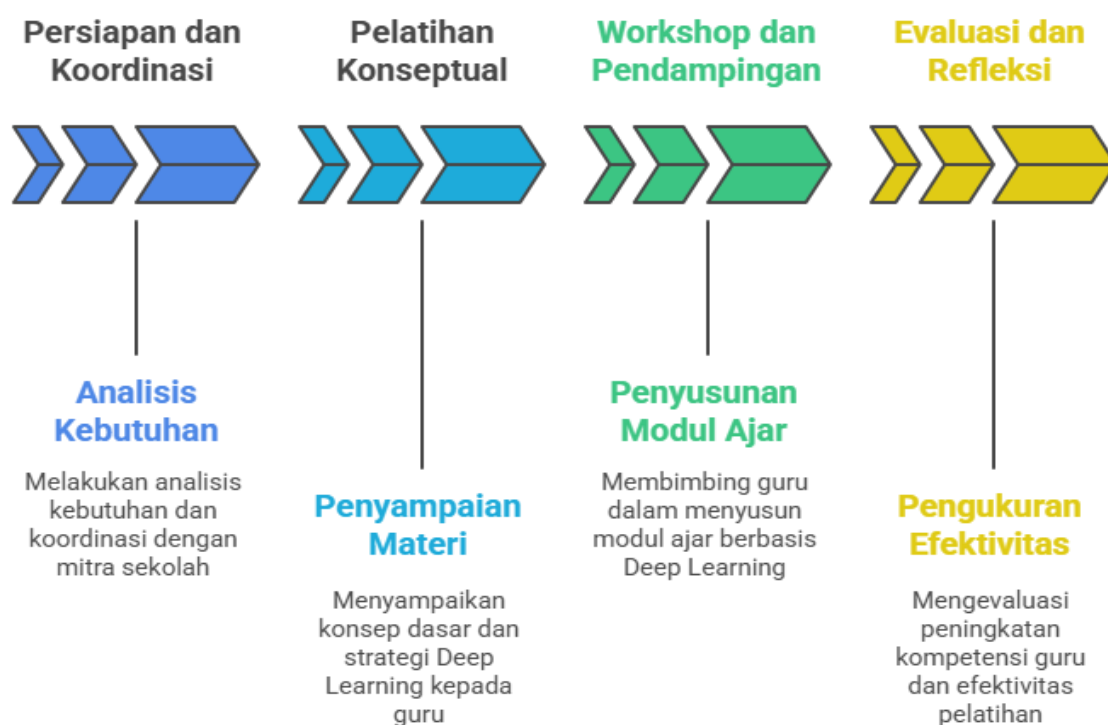 Persiapan dan
Koordinasi
Pelatihan
Konseptual
Workshop dan
Pendampingan
Evaluasi dan
Refleksi
Analisis
Kebutuhan
Melakukan analisis
kebutuhan dan
koordinasi dengan
mitra sekolah
Penyampaian
Materi
Menyampaikan
konsep dasar dan
strategi Deep
Learning kepada
guru
Penyusunan
Modul Ajar
Membimbing guru
dalam menyusun
modul ajar berbasis
Deep Learning
Pengukuran
Efektivitas
Mengevaluasi
peningkatan
kompetensi guru
dan efektivitas
pelatihan